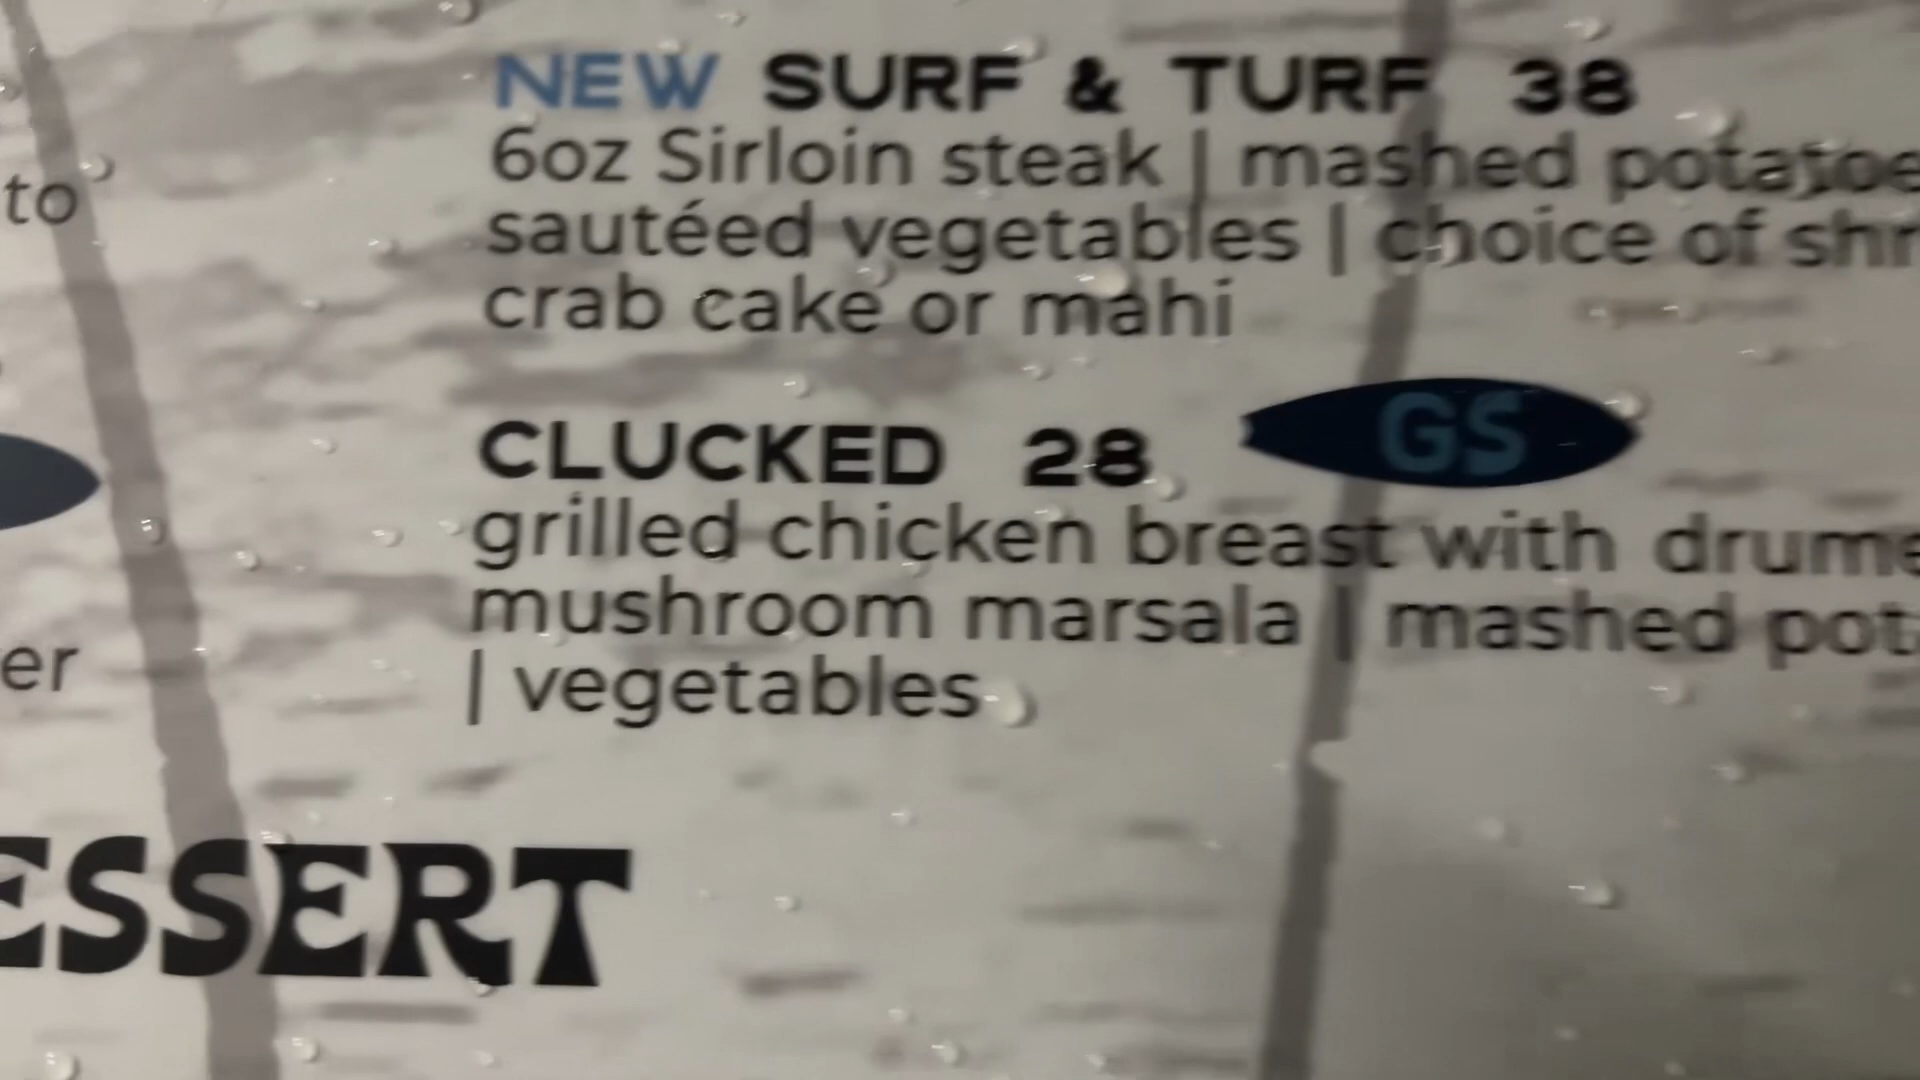 NEW SURF & TURF 38
to
6oz Sirloin steak | mashed potatoe
sautéed vegetables | choice of shr
crab cake or mahi
CLUCKED 28 GS
grilled chicken breast with drume
mushroom marsala | mashed pot
er
| vegetables
ESSERT